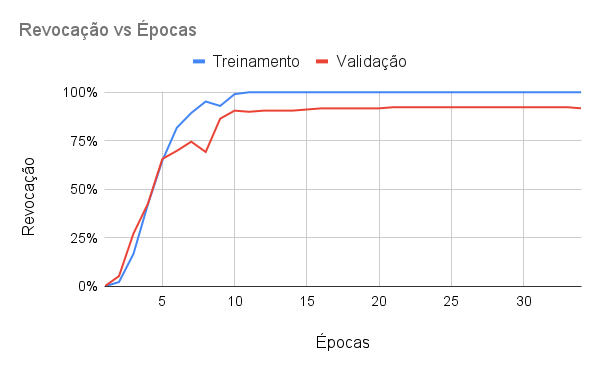 Revocação vs Épocas
Treinamento Validação
100%
75%
50%
25%
0%
Revocação
5 10 15 20 25 30
Épocas